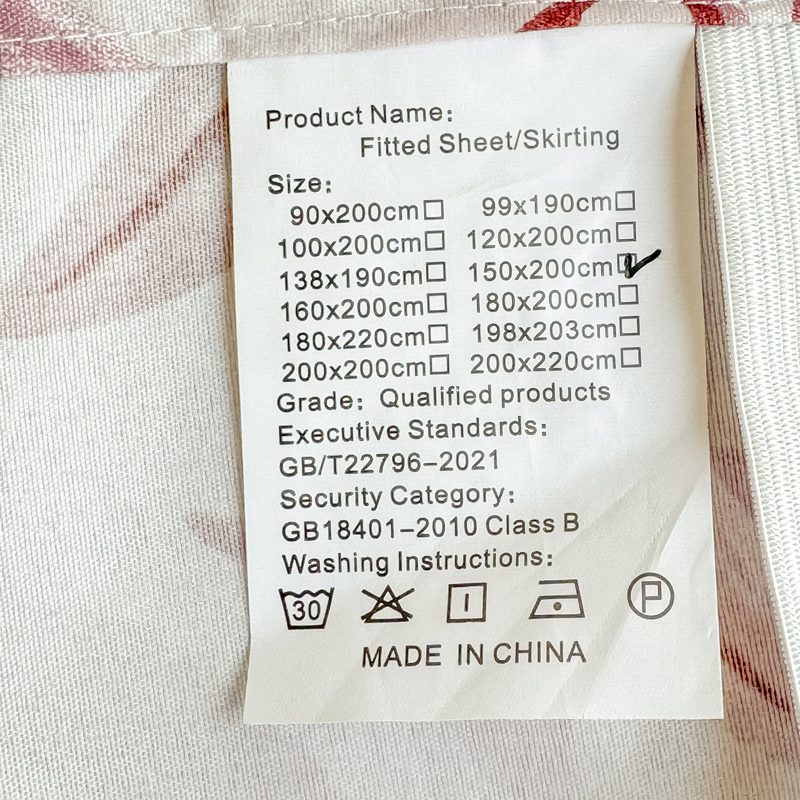 Product Name:
Fitted Sheet/Skirting
Size:
90x200cm□ 99x190cm□
100x200cm□ 120x200cm□
138x190cm□ 150x200cm☑
160x200cm□ 180x200cm□
180x220cm□ 198x203cm□
200x200cm□ 200x220cm□
Grade: Qualified products
Executive Standards:
GB/T22796-2021
Security Category:
GB18401-2010 Class B
Washing Instructions:
30 P
MADE IN CHINA